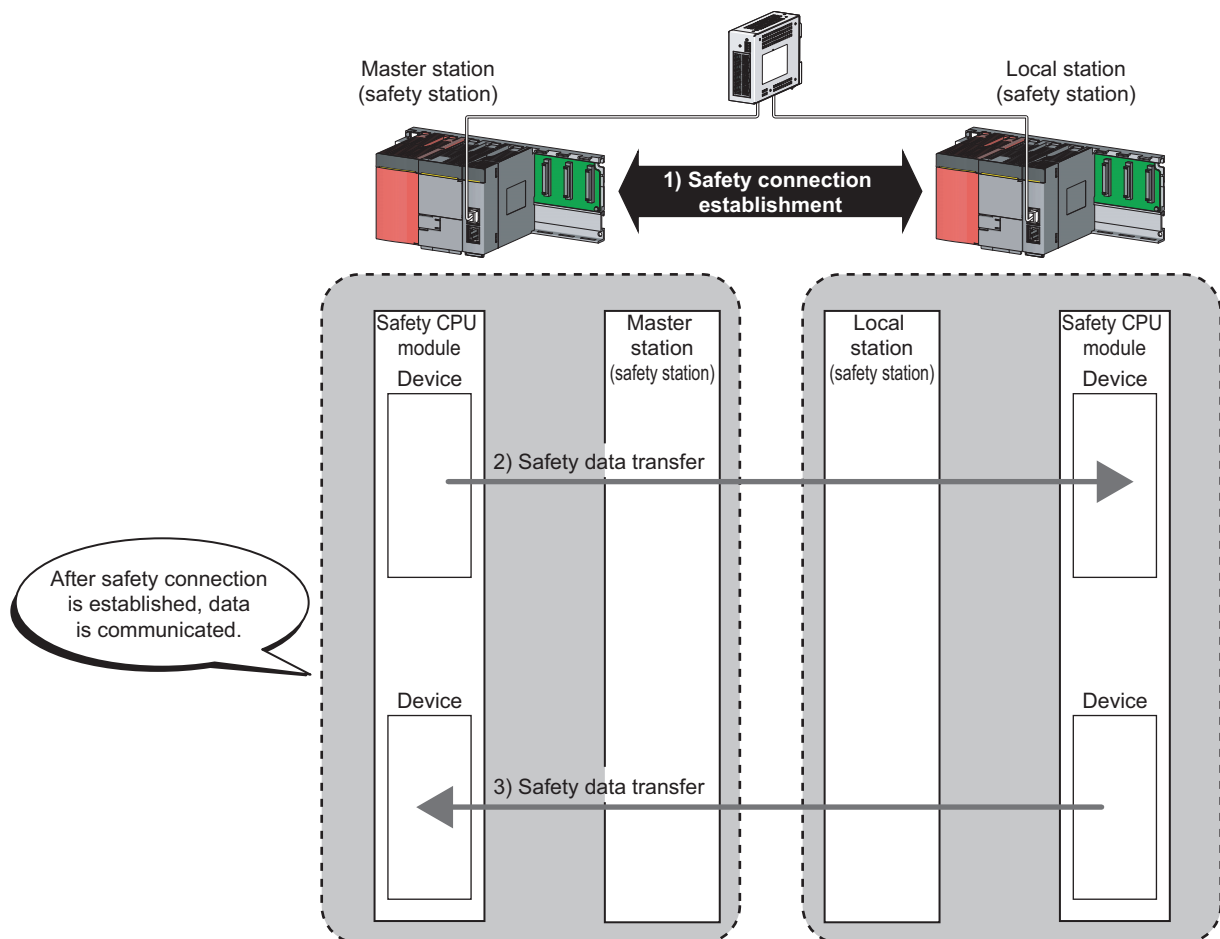 Master station
(safety station)
Local station
(safety station)
1) Safety connection
establishment
Safety CPU
module
Device
Master
station
(safety station)
Local
station
(safety station)
Safety CPU
module
Device
2) Safety data transfer
After safety connection
is established, data
is communicated.
Device
Device
3) Safety data transfer